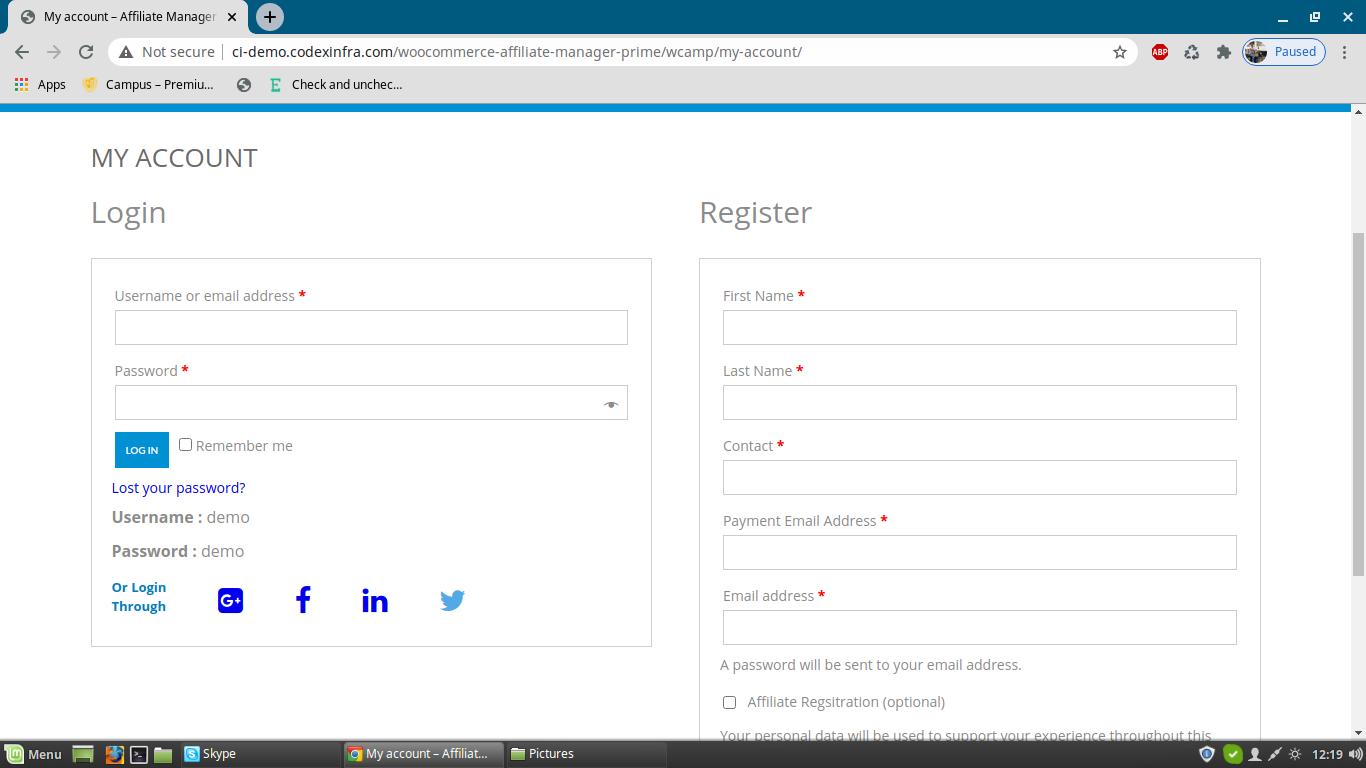 My account – Affiliate Manager
Not secure
ci-demo.codexinfra.com/woocommerce-affiliate-manager-prime/wcamp/my-account/
ABP
Paused
Apps
Campus – Premiu...
Check and unchec...
MY ACCOUNT
Login
Username or email address *
Password *
LOG IN
Remember me
Lost your password?
Username : demo
Password : demo
Or Login
Through
G+
f
in
Register
First Name *
Last Name *
Contact *
Payment Email Address *
Email address *
A password will be sent to your email address.
Affiliate Regsitration (optional)
Your personal data will be used to support your experience throughout this
Menu
Skype
My account – Affiliat...
Pictures
12:19